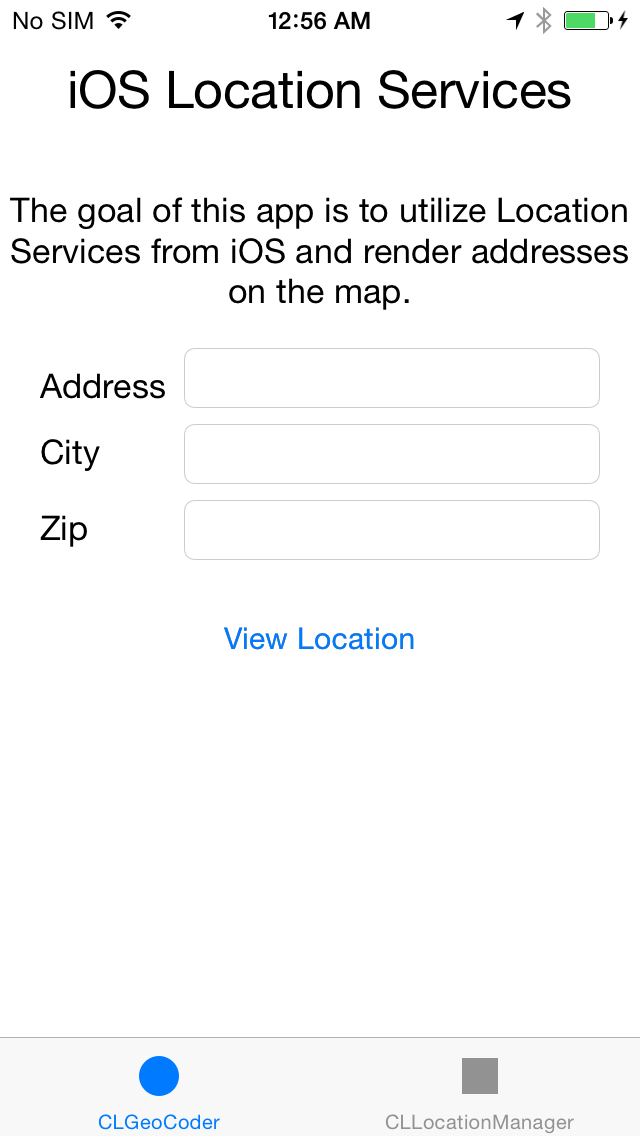 No SIM 12:56 AM
iOS Location Services
The goal of this app is to utilize Location
Services from iOS and render addresses
on the map.
Address
City
Zip
View Location
CLGeoCoder CLLocationManager